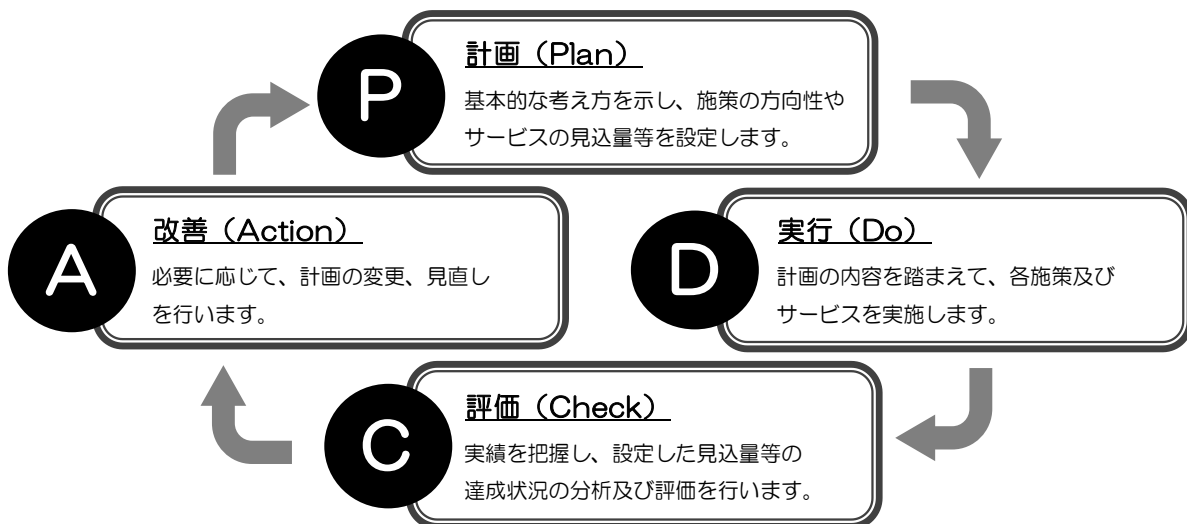 P
計画（Plan）
基本的な考え方を示し、施策の方向性や
サービスの見込量等を設定します。
D
実行（Do）
計画の内容を踏まえて、各施策及び
サービスを実施します。
C
評価（Check）
実績を把握し、設定した見込量等の
達成状況の分析及び評価を行います。
A
改善（Action）
必要に応じて、計画の変更、見直し
を行います。